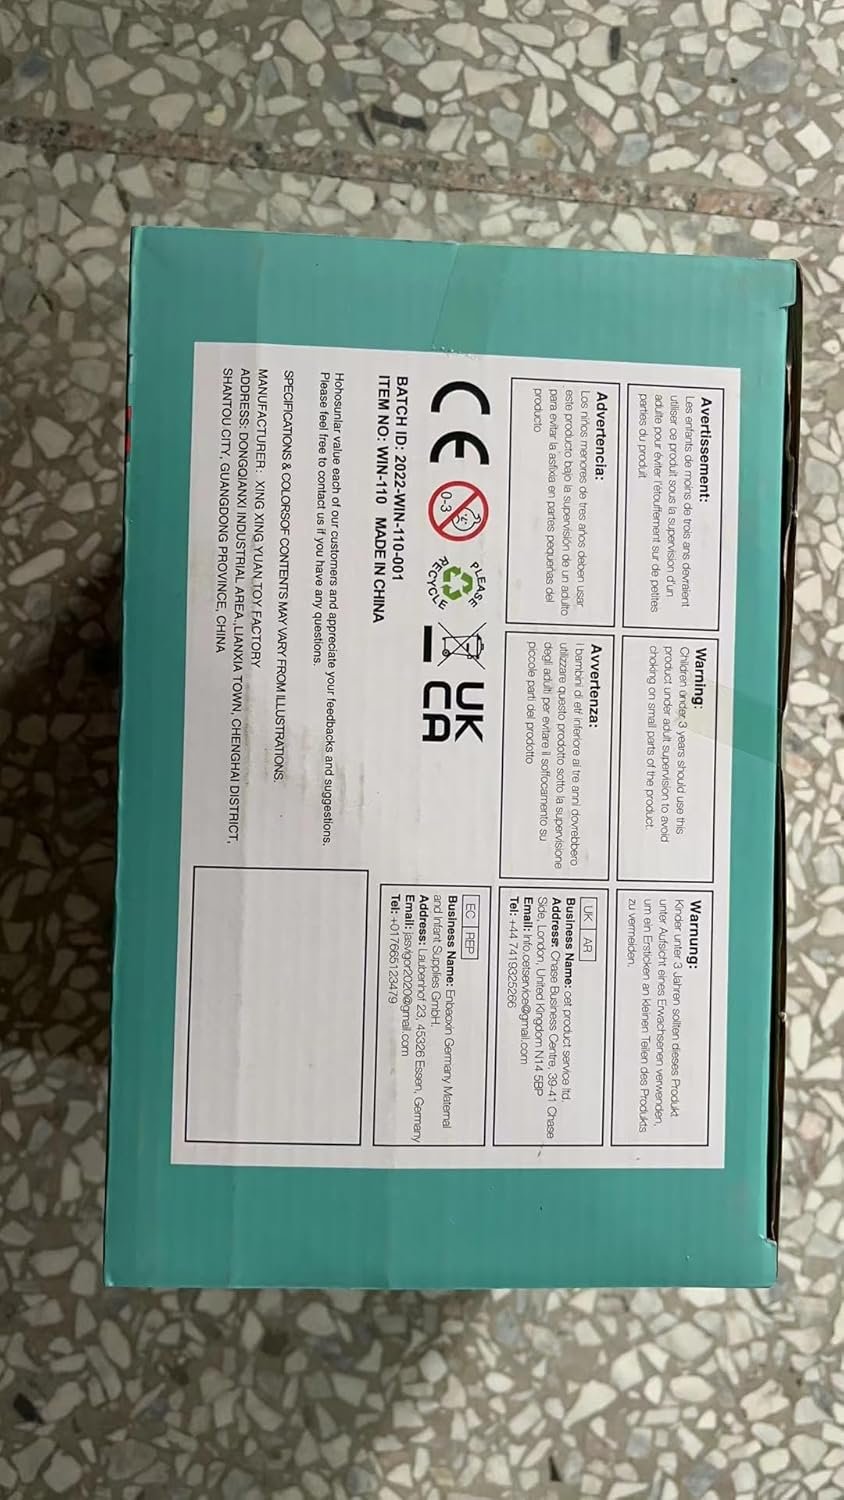 Avertissement:
Les enfants de moins de trois ans devraient
utiliser ce produit sous la supervision d'un
adulte pour éviter l'étouffement sur de petites
parties du produit
Warning:
Children under 3 years should use this
product under adult supervision to avoid
choking on small parts of the product.
Warnung:
Kinder unter 3 Jahren sollten dieses Produkt
unter Aufsicht eines Erwachsenen verwenden,
um ein Ersticken an kleinen Teilen des Produkts
zu vermeiden.
Advertencia:
Los niños menores de tres años deben usar
este producto bajo la supervisión de un adulto
para evitar la asfixia en partes pequeñas del
producto
Avvertenza:
i bambini di etf inferiore ai tre anni dovrebbero
utilizzare questo prodotto sotto la supervisione
degli adulti per evitare il soffocamento su
piccole parti del prodotto
UK AR
Business Name: oet product service ltd.
Address: Chase Business Centre, 39-41 Chase
Side, London, United Kingdom N14 5BP
Email: Info.oetservice@gmail.com
Tel: +44 7419325266
CE
0-3
PLEASE
RECYCLE
UK
CA
BATCH ID: 2022-WIN-110-001
ITEM NO: WIN-110 MADE IN CHINA
EC REP
Business Name: Enbaoxin Germany Maternal
and Infant Supplies GmbH.
Address: Laubenhof 23, 45326 Essen, Germany
Email: jasvigor2020@gmail.com
Tel: +017665123479
Hohosunlar value each of our customers and appreciate your feedbacks and suggestions.
Please feel free to contact us if you have any questions.
SPECIFICATIONS & COLORSOF CONTENTS MAY VARY FROM ILLUSTRATIONS.
MANUFACTURER: XING XING YUAN TOY FACTORY
ADDRESS: DONGQIANXI INDUSTRIAL AREA.,LIANXIA TOWN, CHENGHAI DISTRICT,
SHANTOU CITY, GUANGDONG PROVINCE, CHINA